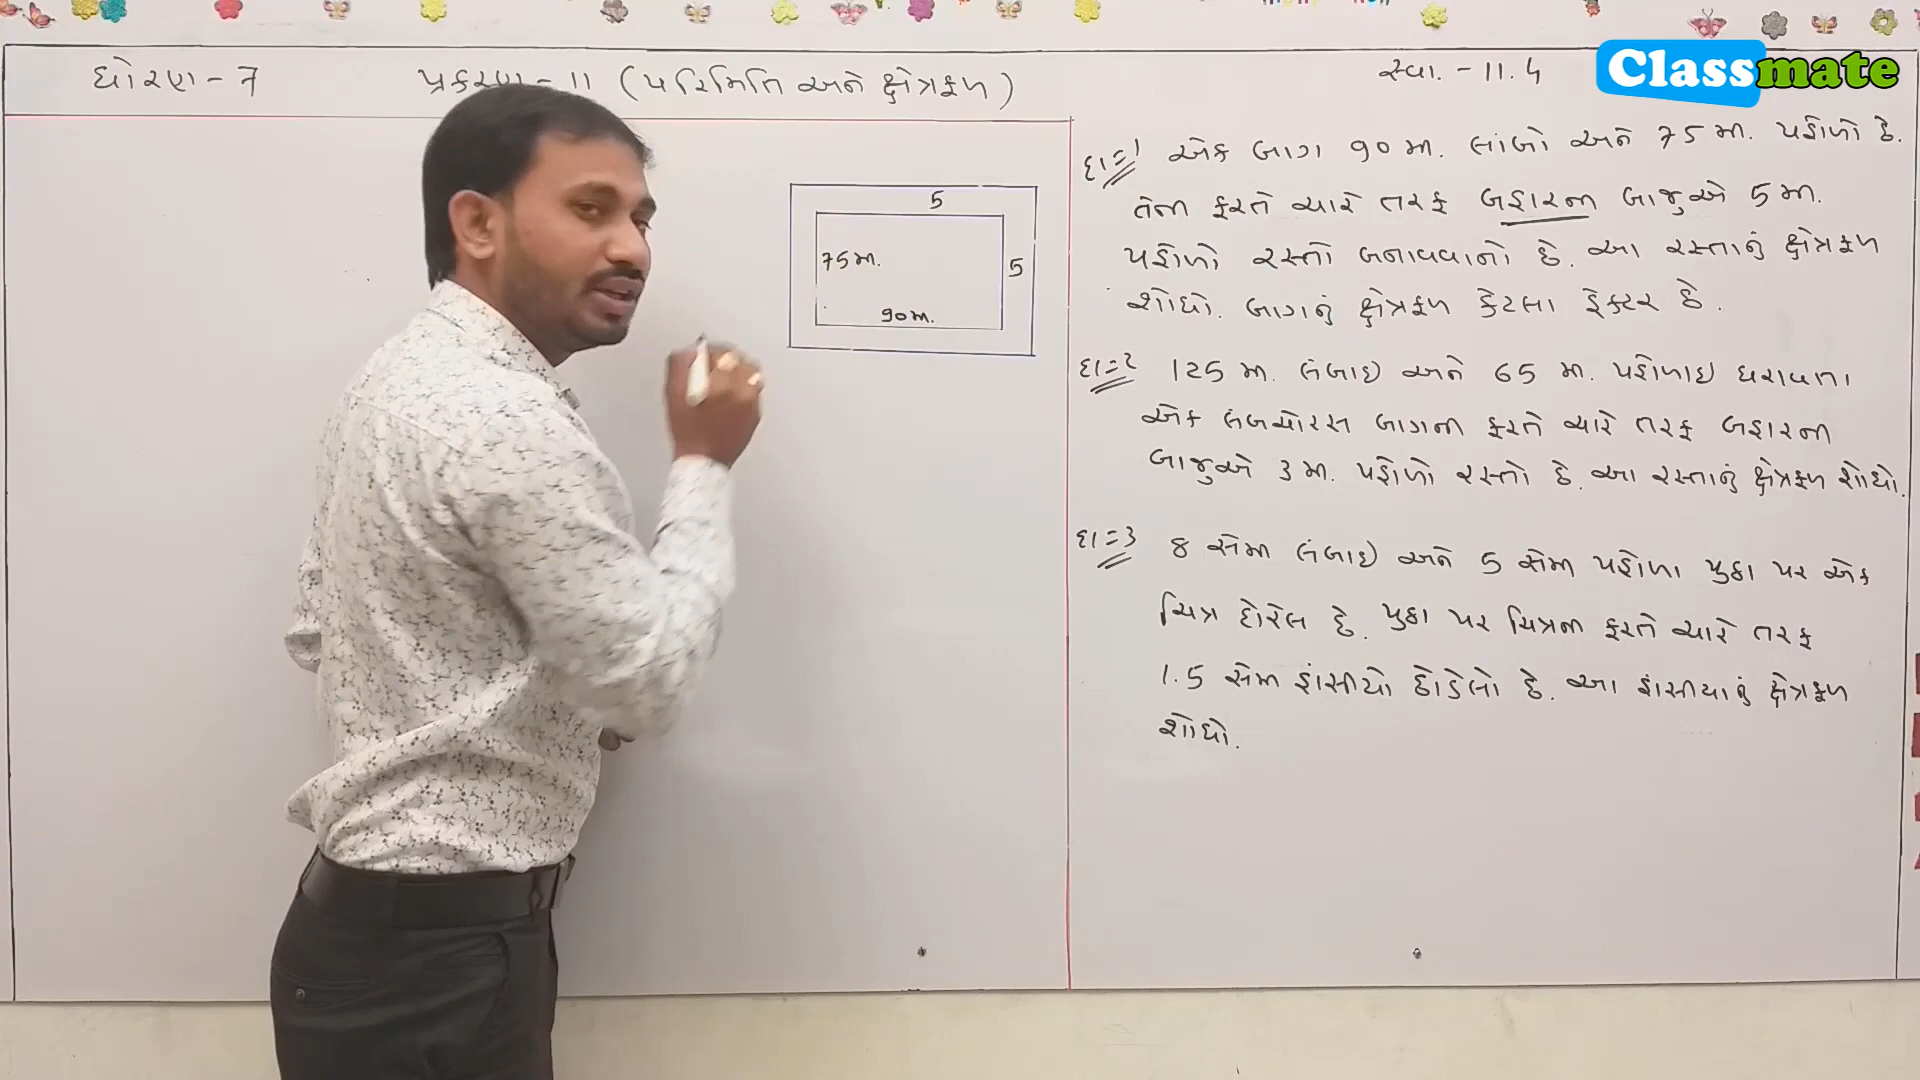 ધોરણ - 7
પ્રકરણ - 11 (પરિમિતિ અને ક્ષેત્રફળ)
સ્વા. - 11.4
Classmate
5
75મી.
5
90મી.
દા=1 એક બાગ 90 મી. લાંબો અને 75 મી. પહોળો છે.
તેની ફરતે ચારે તરફ બહારની બાજુએ 5 મી.
પહોળો રસ્તો બનાવવાનો છે. આ રસ્તાનું ક્ષેત્રફળ
શોધો. બાગનું ક્ષેત્રફળ કેટલા હેક્ટર છે.
દા=2 125 મી. લંબાઇ અને 65 મી. પહોળાઇ ધરાવતા
એક લંબચોરસ બાગની ફરતે ચારે તરફ બહારની
બાજુએ 3 મી. પહોળો રસ્તો છે. આ રસ્તાનું ક્ષેત્રફળ શોધો.
દા=3 8 સેમી લંબાઇ અને 5 સેમી પહોળા પુઠા પર એક
ચિત્ર દોરેલ છે. પુઠા પર ચિત્રની ફરતે ચારે તરફ
1.5 સેમી હાંસીયો છોડેલો છે. આ હાંસીયાનું ક્ષેત્રફળ
શોધો.